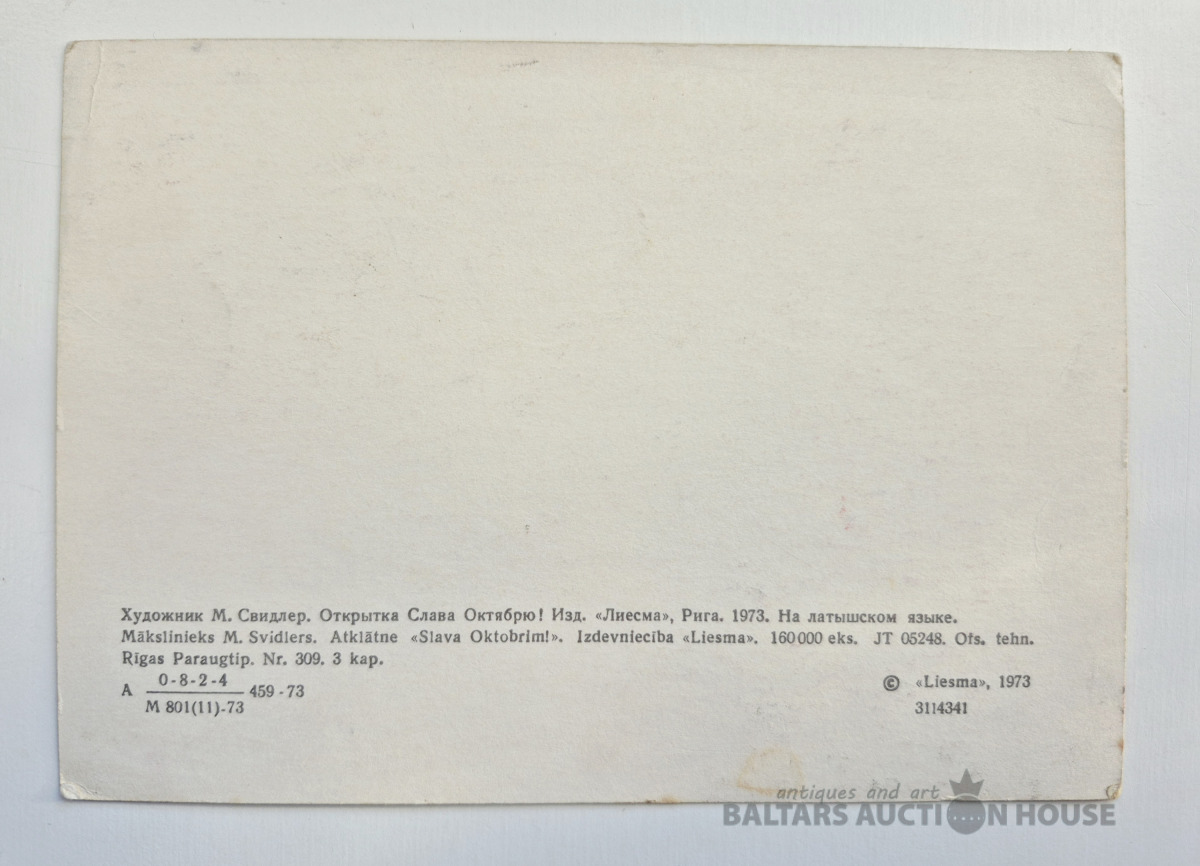 Художник М. Свидлер. Открытка Слава Октябрю! Изд. «Лиесма», Рига. 1973. На латышском языке.
Mākslinieks M. Svidlers. Atklātne «Slava Oktobrim!». Izdevniecība «Liesma». 160 000 eks. JT 05248. Ofs. tehn.
Rīgas Paraugtip. Nr. 309. 3 kap.
A 0-8-2-4 459-73
M 801(11)-73
© «Liesma», 1973
3114341
antiques and art
BALTARS AUCTION HOUSE